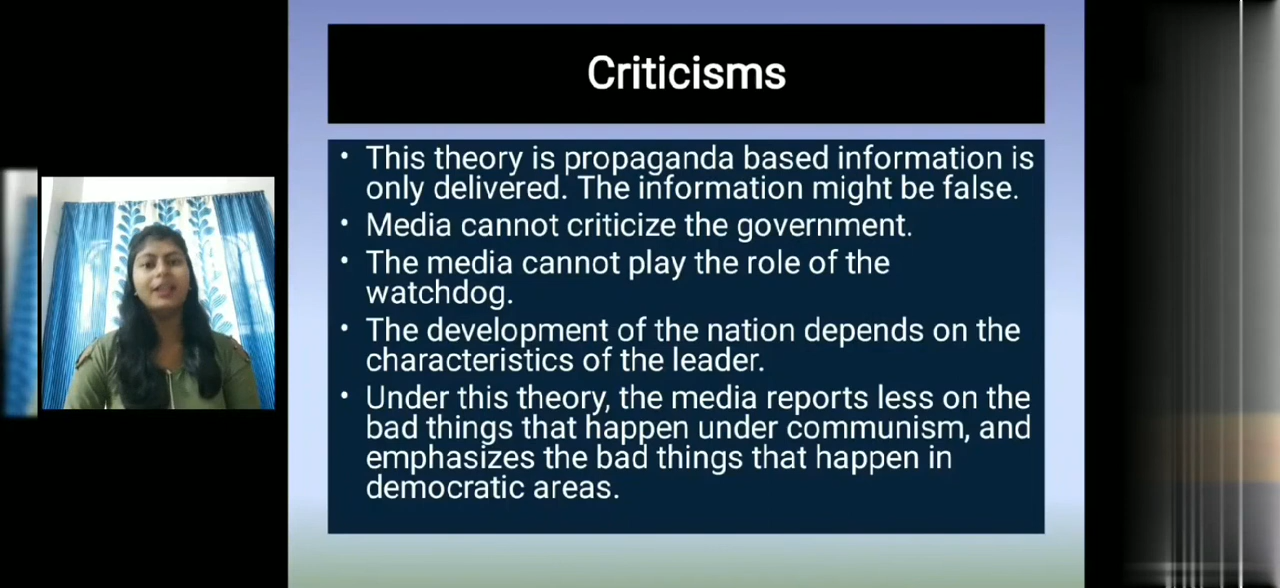 Criticisms
• This theory is propaganda based information is
only delivered. The information might be false.
• Media cannot criticize the government.
• The media cannot play the role of the
watchdog.
• The development of the nation depends on the
characteristics of the leader.
• Under this theory, the media reports less on the
bad things that happen under communism, and
emphasizes the bad things that happen in
democratic areas.